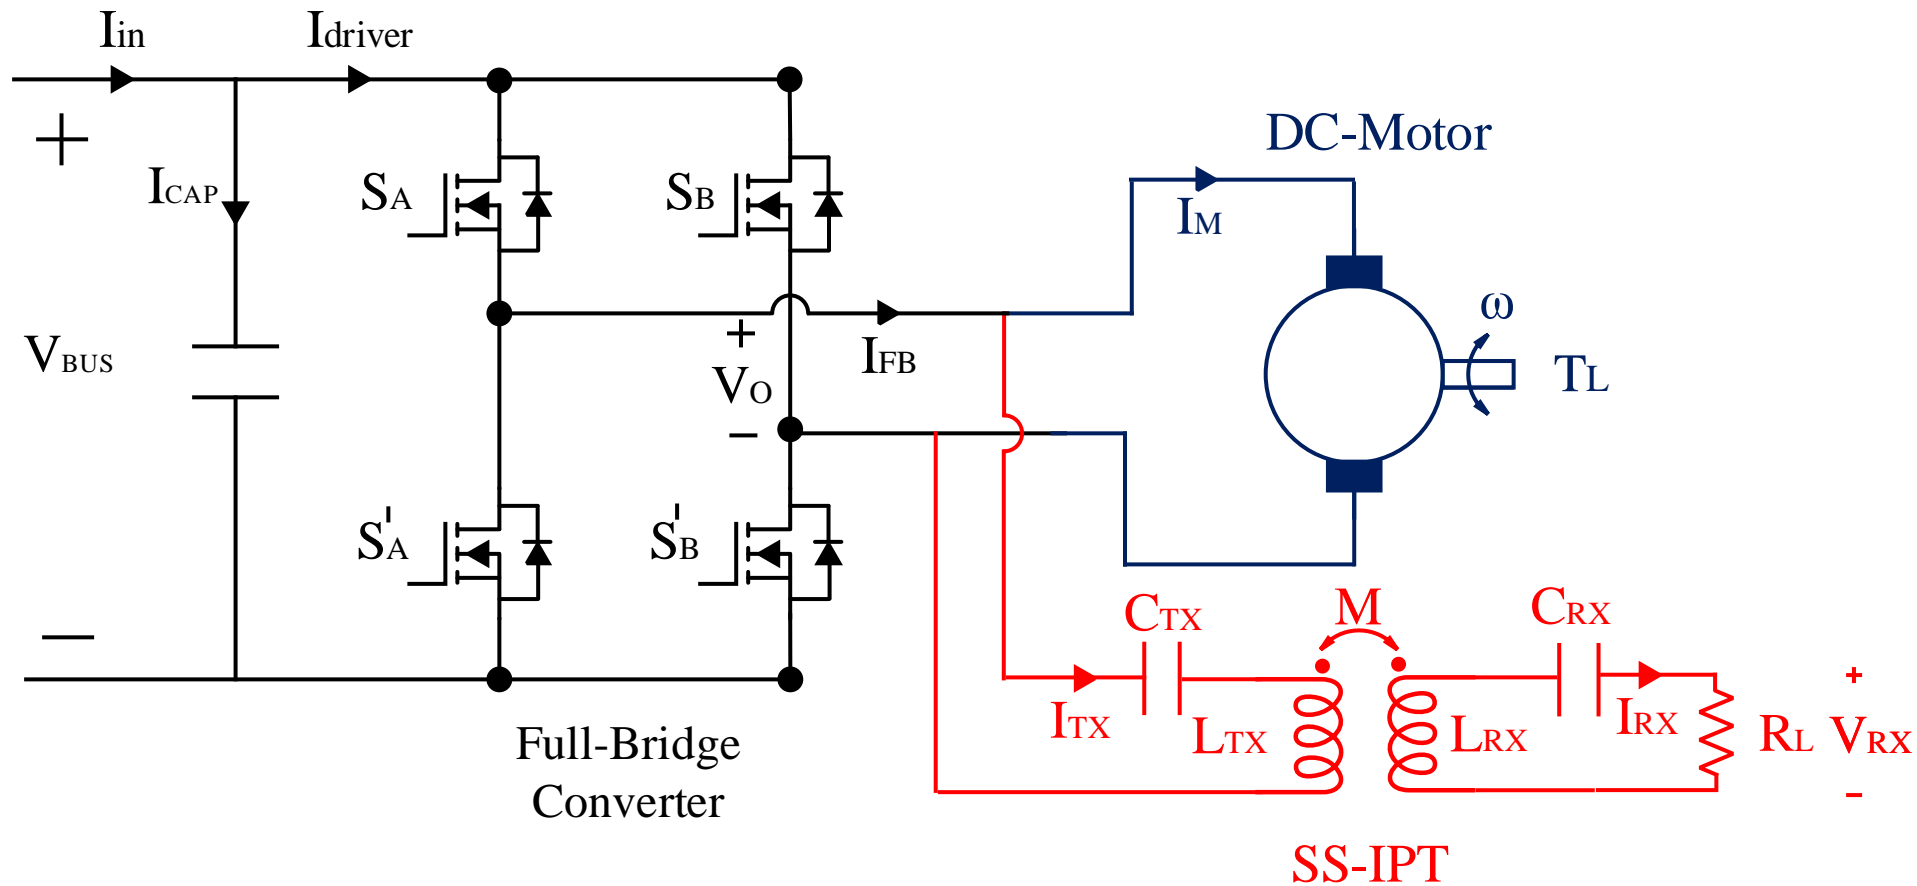 Iin
Idriver
+
ICAP
VBUS
−
SA
SB
S'A
S'B
+
VO
−
IFB
Full-Bridge
Converter
DC-Motor
IM
ω
TL
CTX
M
CRX
ITX
LTX
LRX
IRX
RL
+
VRX
−
SS-IPT